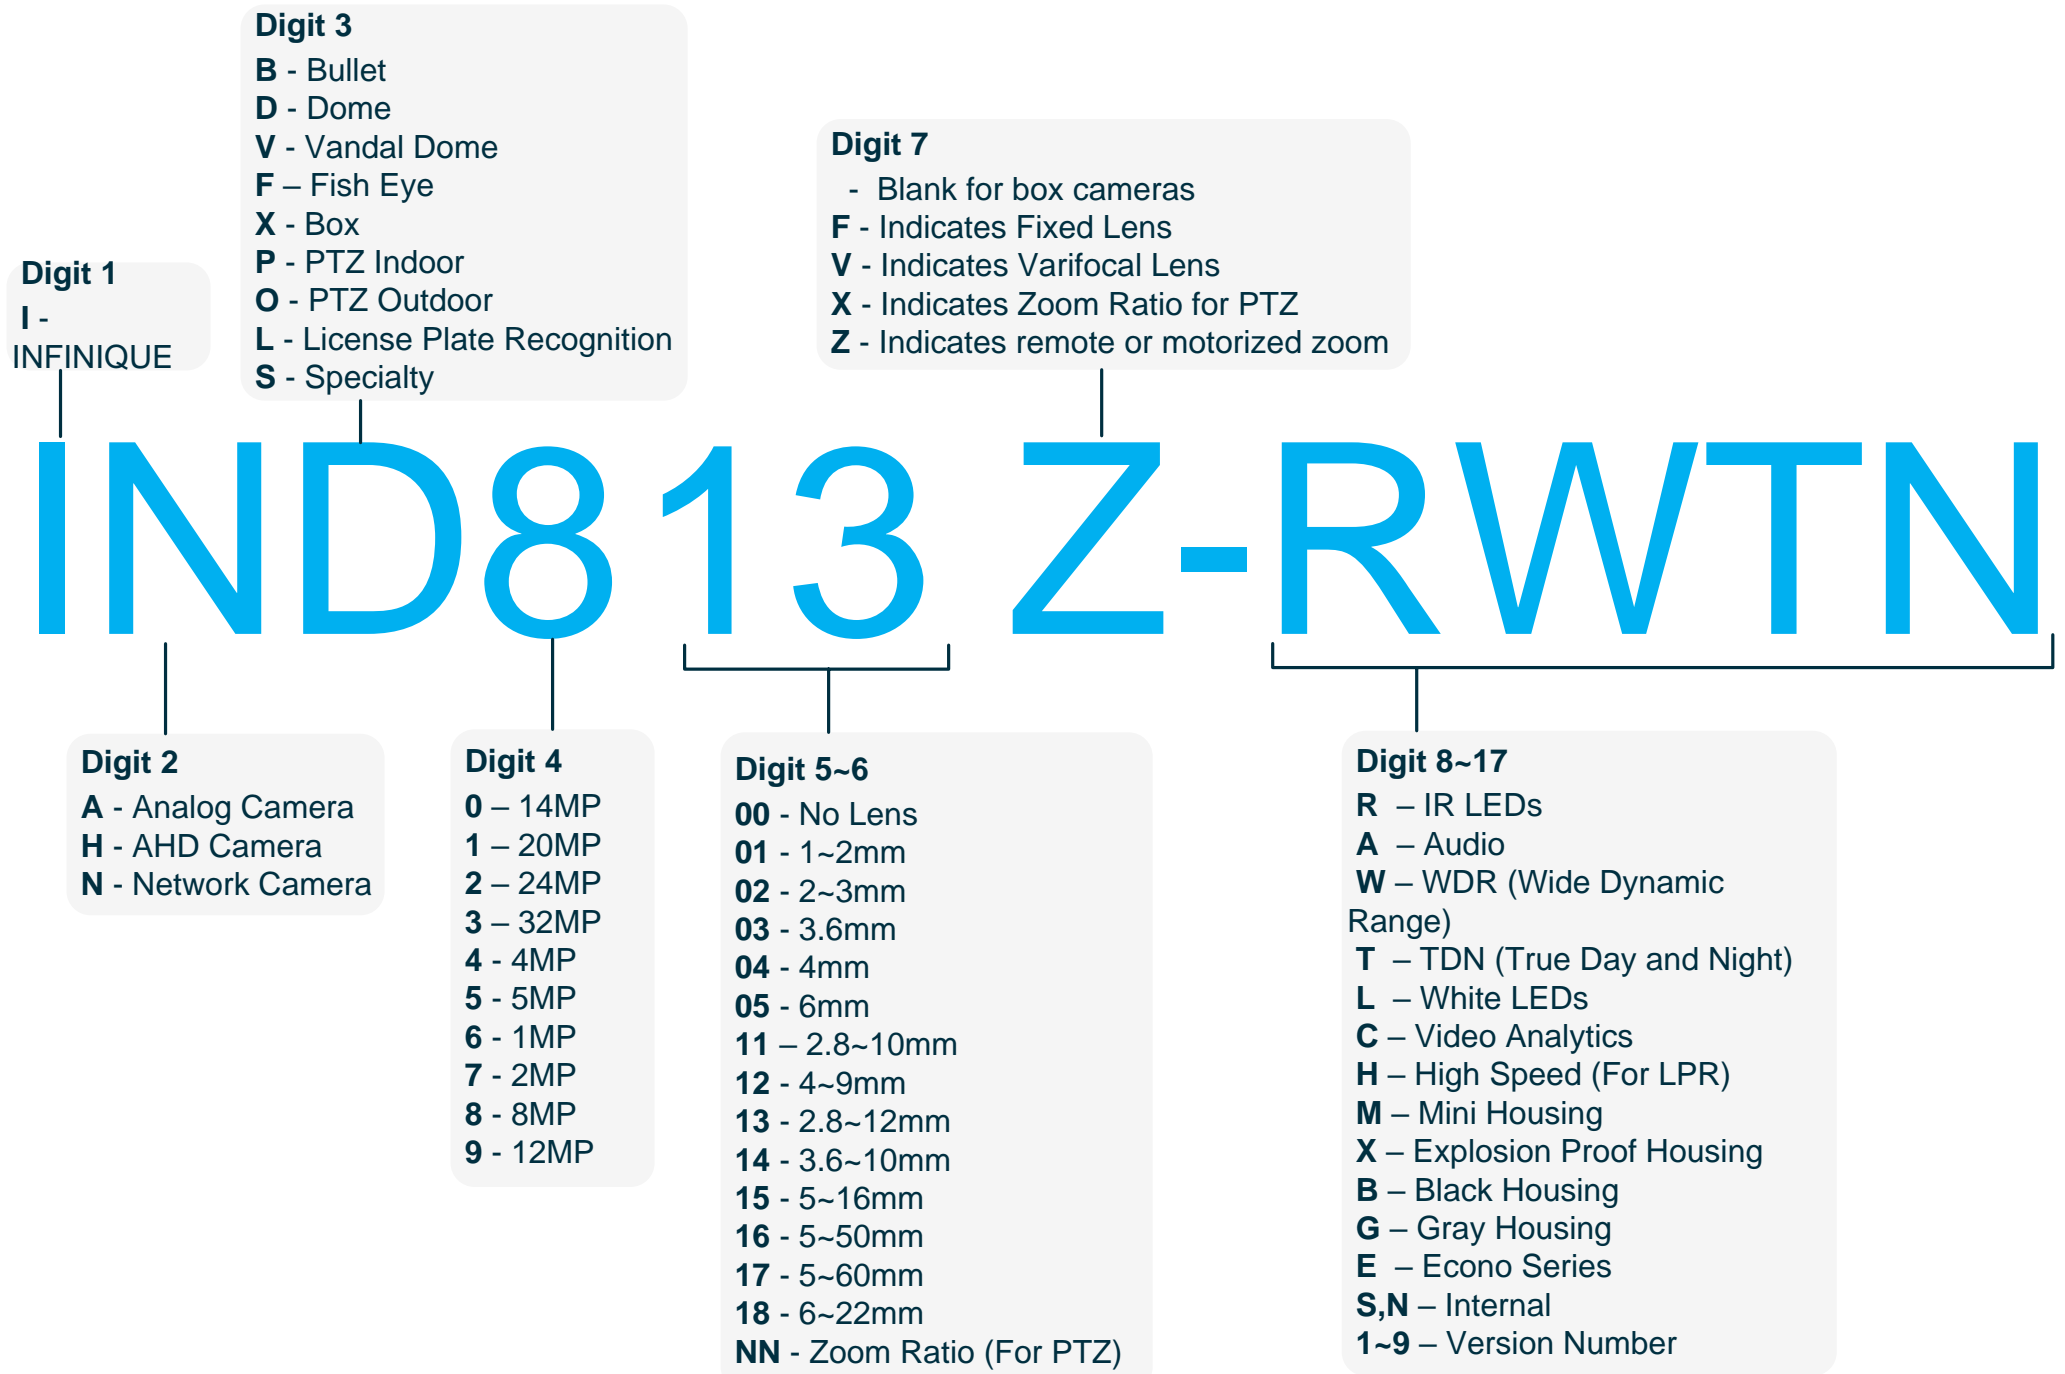 Digit 3
B - Bullet
D - Dome
V - Vandal Dome
F – Fish Eye
X - Box
P - PTZ Indoor
O - PTZ Outdoor
L - License Plate Recognition
S - Specialty
Digit 7
- Blank for box cameras
F - Indicates Fixed Lens
V - Indicates Varifocal Lens
X - Indicates Zoom Ratio for PTZ
Z - Indicates remote or motorized zoom
Digit 1
I -
INFINIQUE
IND813 Z-RWTN
Digit 2
A - Analog Camera
H - AHD Camera
N - Network Camera
Digit 4
0 – 14MP
1 – 20MP
2 – 24MP
3 – 32MP
4 - 4MP
5 - 5MP
6 - 1MP
7 - 2MP
8 - 8MP
9 - 12MP
Digit 5~6
00 - No Lens
01 - 1~2mm
02 - 2~3mm
03 - 3.6mm
04 - 4mm
05 - 6mm
11 – 2.8~10mm
12 - 4~9mm
13 - 2.8~12mm
14 - 3.6~10mm
15 - 5~16mm
16 - 5~50mm
17 - 5~60mm
18 - 6~22mm
NN - Zoom Ratio (For PTZ)
Digit 8~17
R – IR LEDs
A – Audio
W – WDR (Wide Dynamic
Range)
T – TDN (True Day and Night)
L – White LEDs
C – Video Analytics
H – High Speed (For LPR)
M – Mini Housing
X – Explosion Proof Housing
B – Black Housing
G – Gray Housing
E – Econo Series
S,N – Internal
1~9 – Version Number